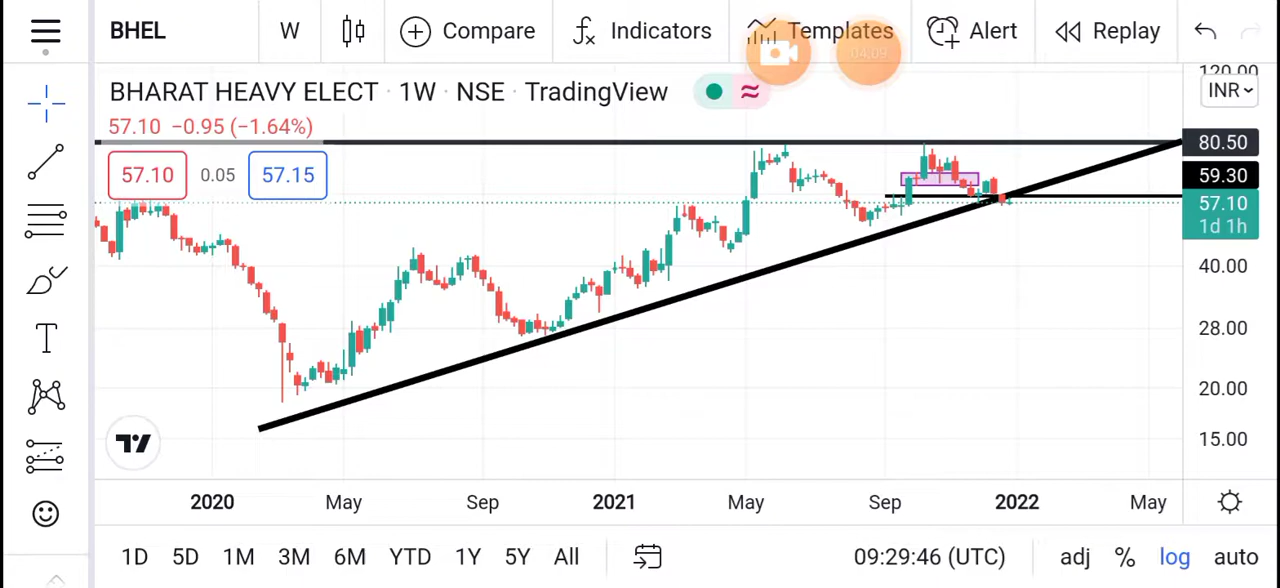 BHEL W Compare Indicators Templates Alert Replay
04:09
BHARAT HEAVY ELECT · 1W · NSE · TradingView
57.10 −0.95 (−1.64%)
57.10 0.05 57.15
120.00
INR
80.50
59.30
57.10
1d 1h
40.00
28.00
20.00
15.00
2020 May Sep 2021 May Sep 2022 May
1D 5D 1M 3M 6M YTD 1Y 5Y All 09:29:46 (UTC) adj % log auto